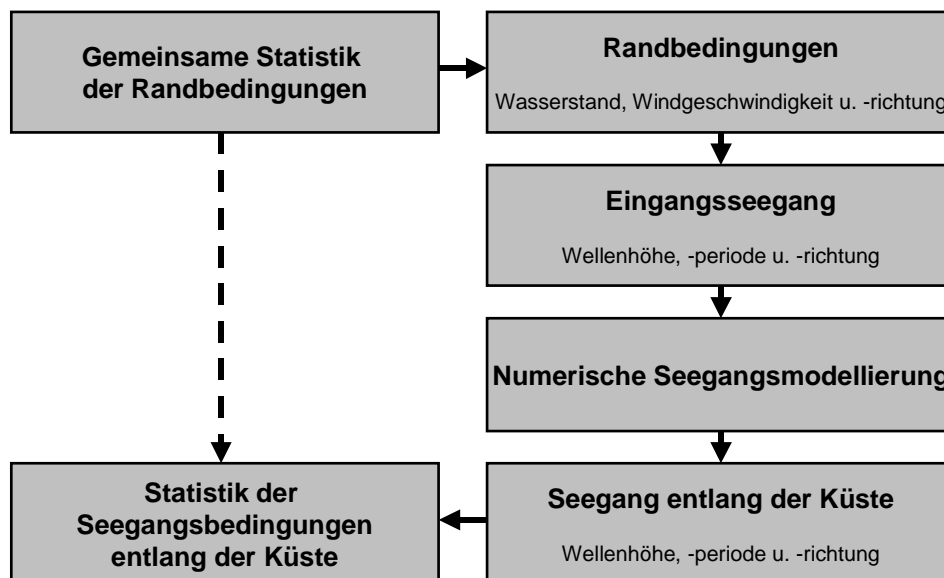 Gemeinsame Statistik
der Randbedingungen
Randbedingungen
Wasserstand, Windgeschwindigkeit u. -richtung
Eingangsseegang
Wellenhöhe, -periode u. -richtung
Numerische Seegangsmodellierung
Seegang entlang der Küste
Wellenhöhe, -periode u. -richtung
Statistik der
Seegangsbedingungen
entlang der Küste